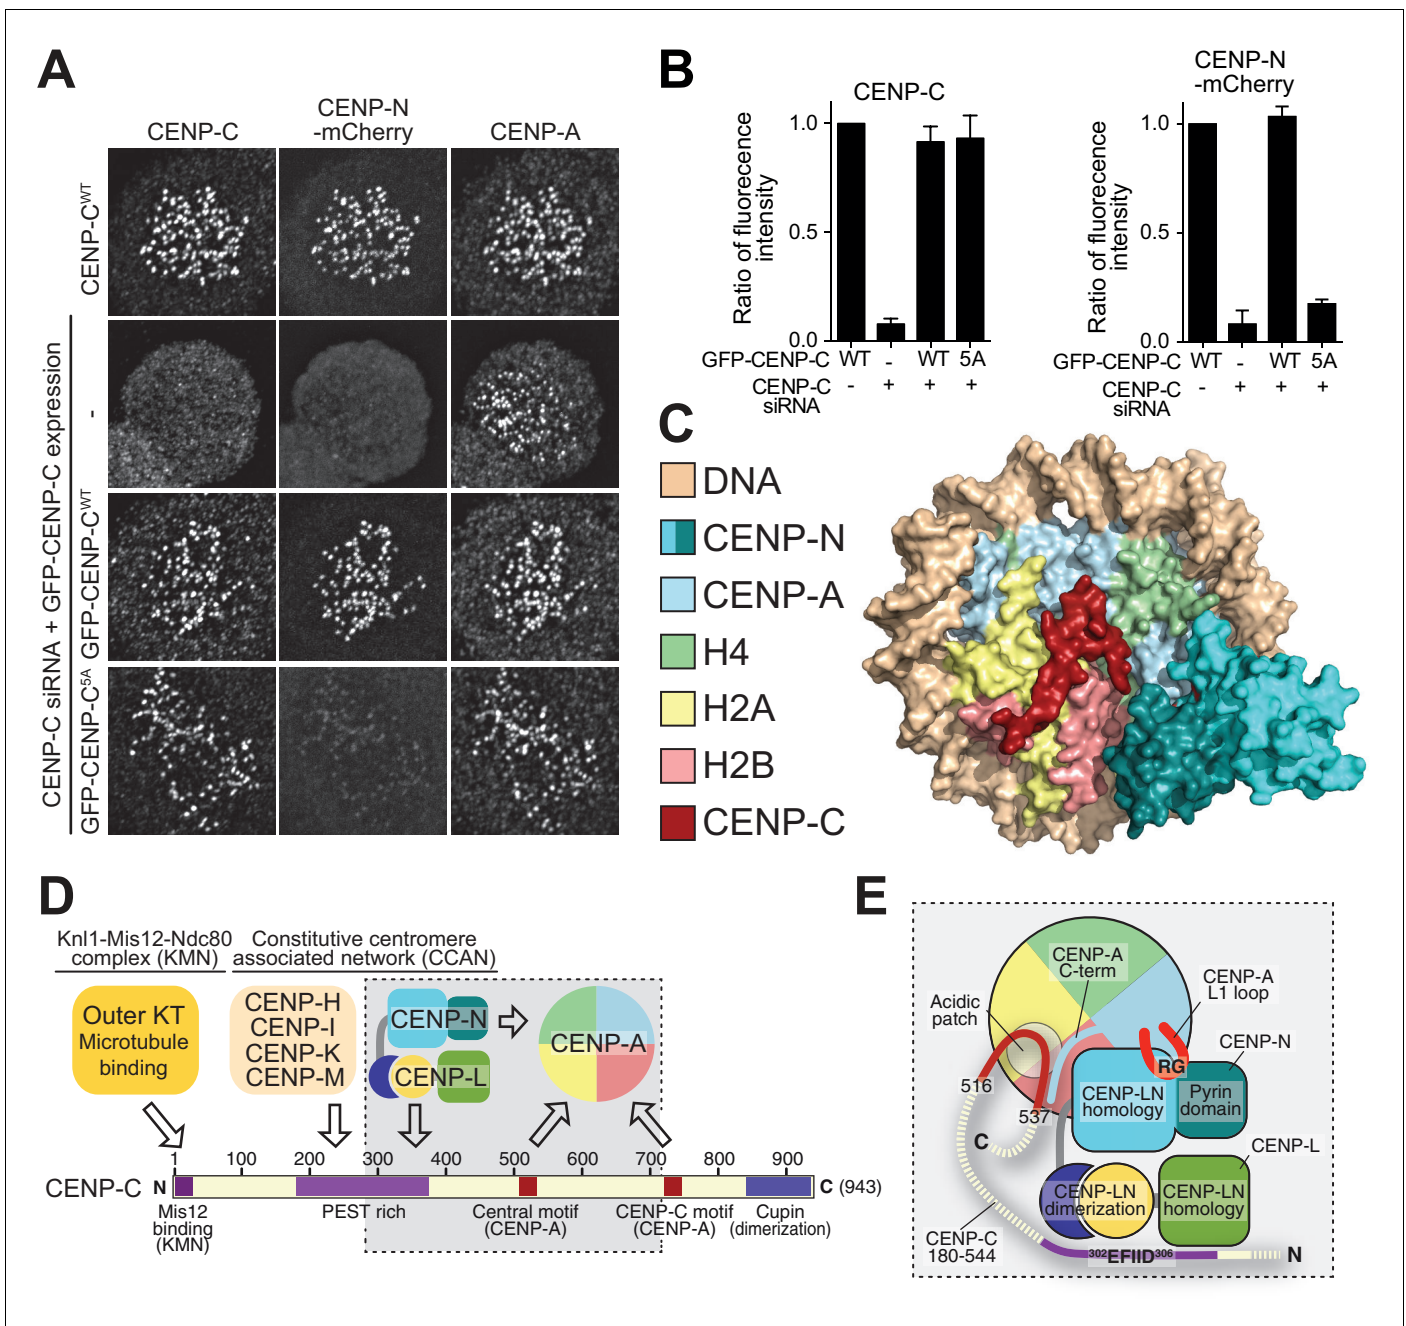 A
CENP-C
CENP-N
-mCherry
CENP-A
CENP-C^WT
CENP-C siRNA + GFP-CENP-C expression
-
GFP-CENP-C^WT
GFP-CENP-C^5A
B
CENP-C
Ratio of fluorecence
intensity
1.0
0.5
0.0
GFP-CENP-C WT - WT 5A
CENP-C - + + +
siRNA
CENP-N
-mCherry
Ratio of fluorecence
intensity
1.0
0.5
0.0
GFP-CENP-C WT - WT 5A
CENP-C - + + +
siRNA
C
DNA
CENP-N
CENP-A
H4
H2A
H2B
CENP-C
D
Knl1-Mis12-Ndc80
complex (KMN)
Constitutive centromere
associated network (CCAN)
Outer KT
Microtubule
binding
CENP-H
CENP-I
CENP-K
CENP-M
CENP-N
CENP-L
CENP-A
1 100 200 300 400 500 600 700 800 900
CENP-C N C (943)
Mis12
binding
(KMN)
PEST rich
Central motif
(CENP-A)
CENP-C motif
(CENP-A)
Cupin
(dimerization)
E
CENP-A
C-term
CENP-A
L1 loop
Acidic
patch
CENP-N
RG
516
537
CENP-LN
homology
Pyrin
domain
C
CENP-L
CENP-LN
dimerization
CENP-LN
homology
CENP-C
180-544
302EFIID306
N